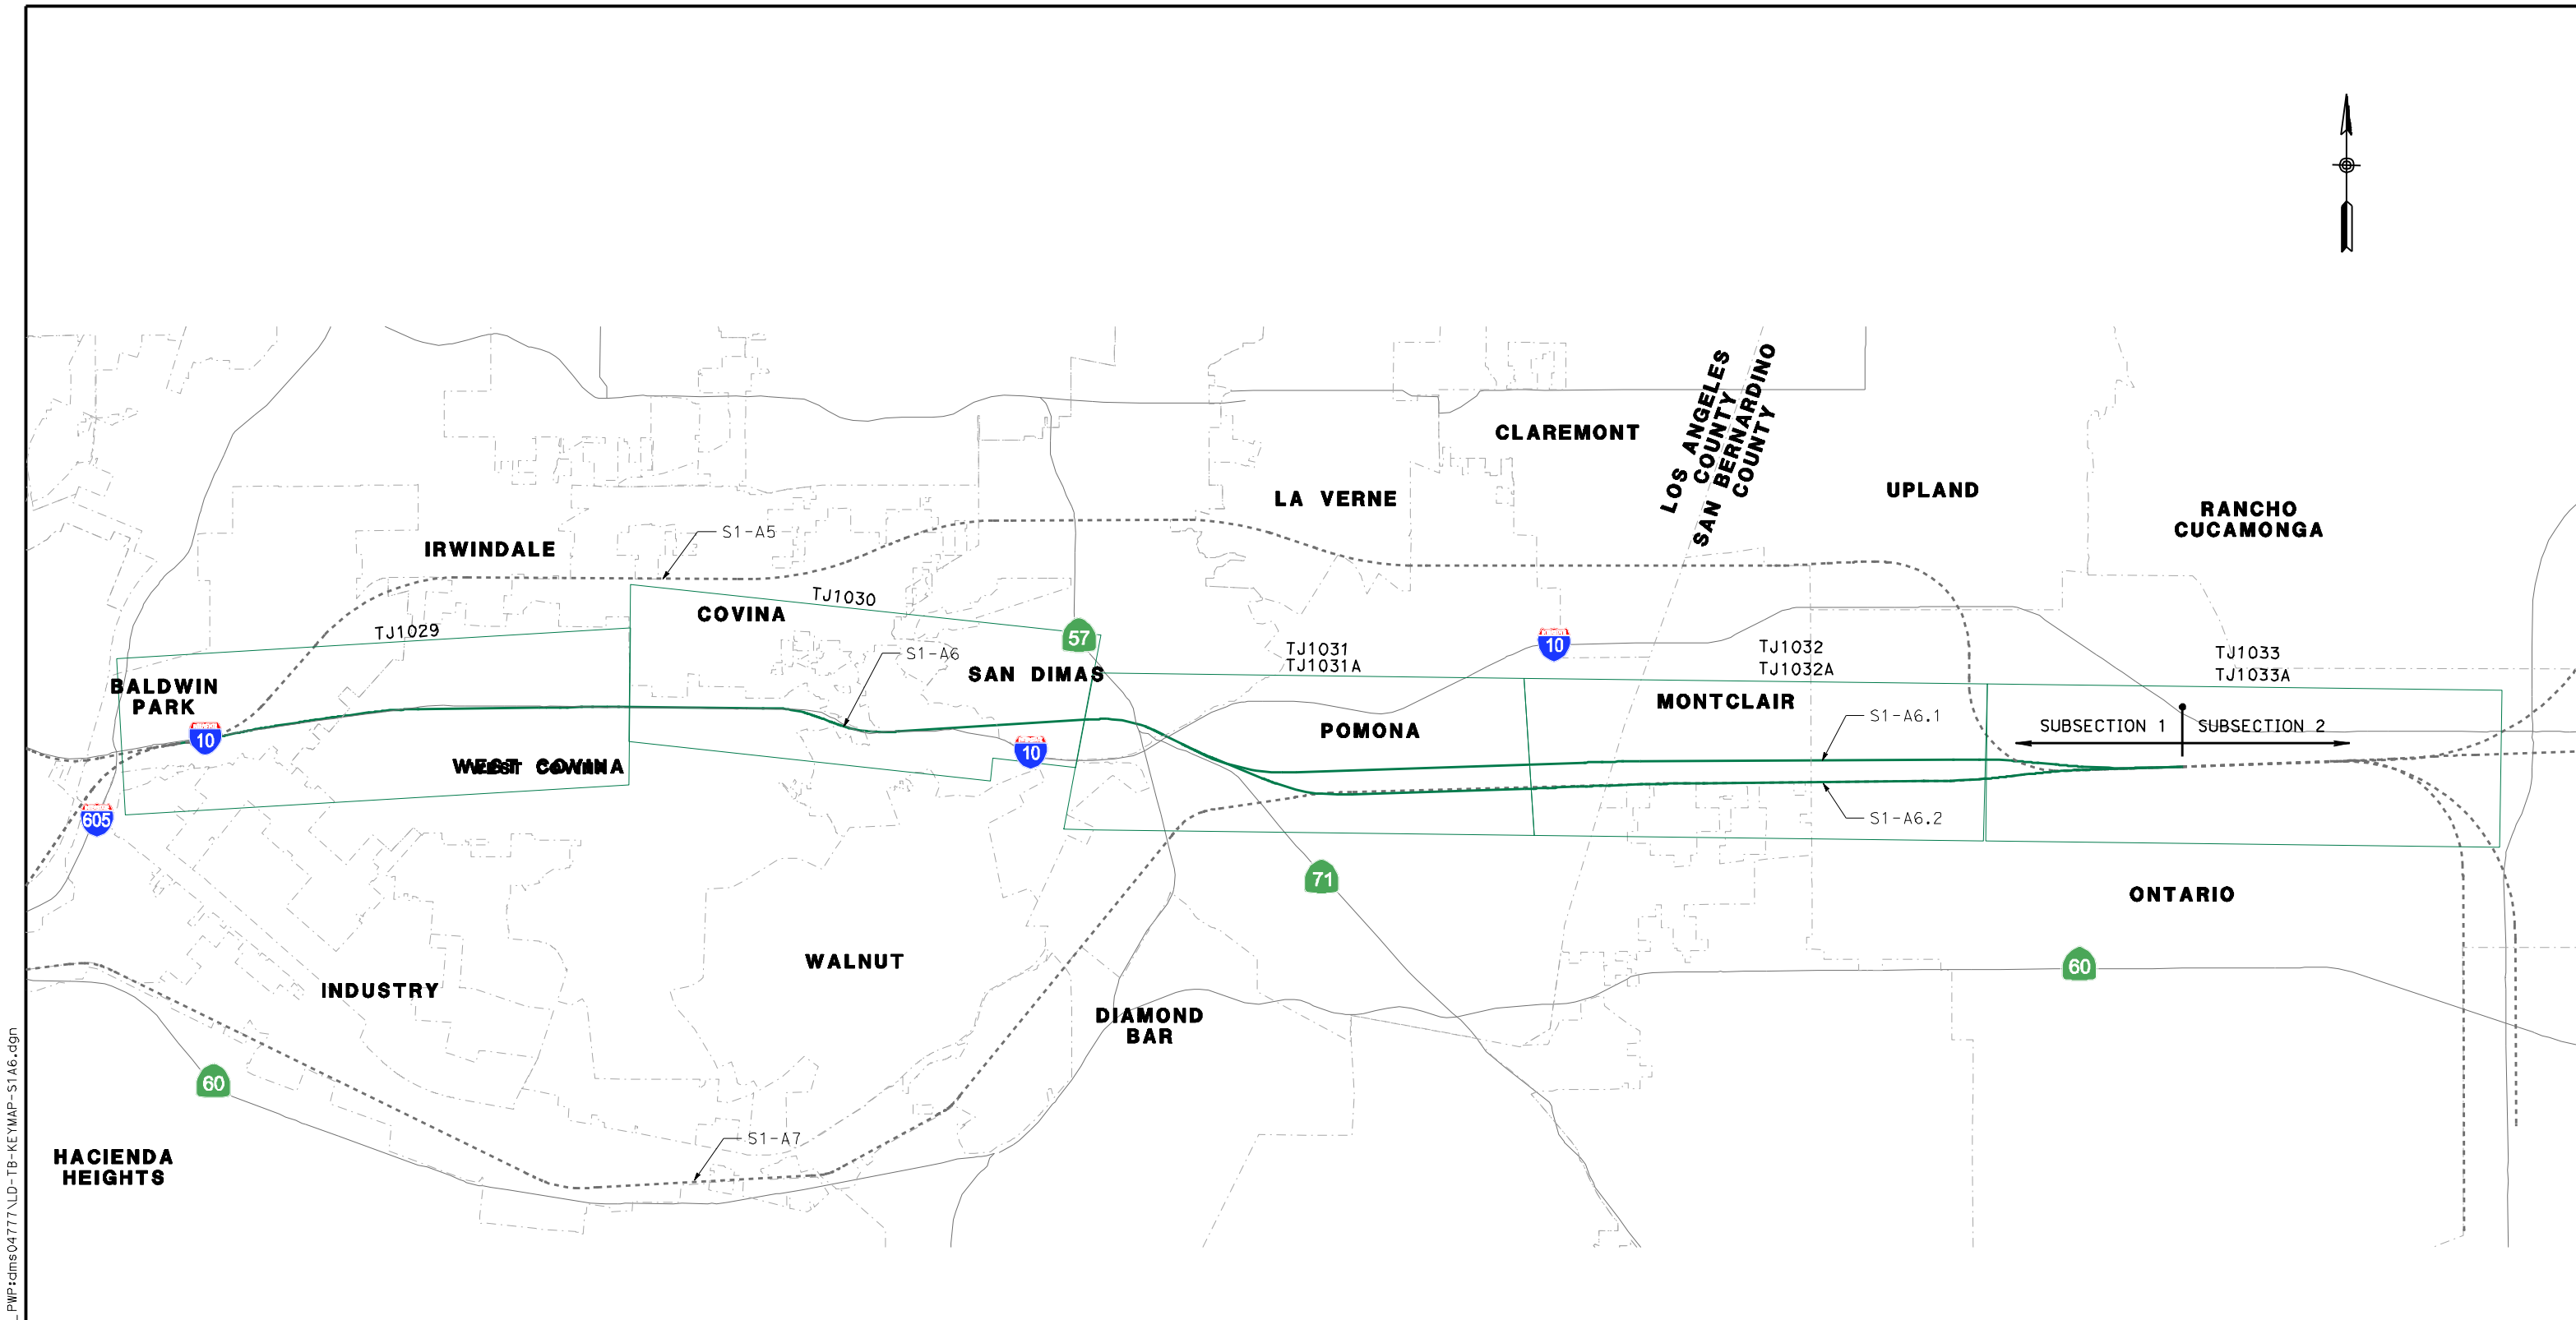 LOS ANGELES
COUNTY
SAN BERNARDINO
COUNTY
CLAREMONT
UPLAND
LA VERNE
RANCHO
CUCAMONGA
S1-A5
IRWINDALE
TJ1030
COVINA
TJ1029
57
S1-A6
10
TJ1031
TJ1031A
TJ1032
TJ1032A
TJ1033
TJ1033A
SAN DIMAS
BALDWIN
PARK
MONTCLAIR
S1-A6.1
POMONA
SUBSECTION 1
SUBSECTION 2
10
10
WEST COVINA
605
S1-A6.2
71
ONTARIO
WALNUT
60
INDUSTRY
DIAMOND
BAR
60
S1-A7
HACIENDA
HEIGHTS
_PWP:dms04777\LD-TB-KEYMAP-S1A6.dgn